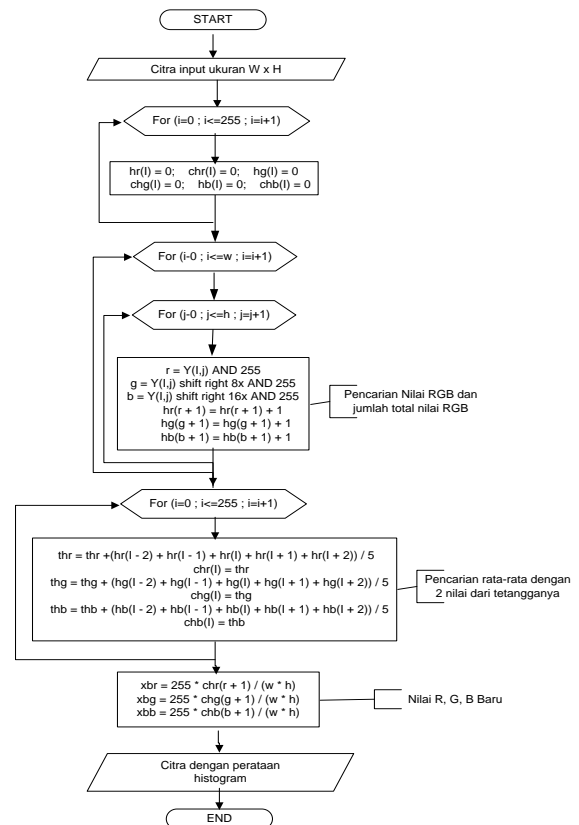 START
Citra input ukuran W x H
For (i=0 ; i<=255 ; i=i+1)
hr(I) = 0; chr(I) = 0; hg(I) = 0
chg(I) = 0; hb(I) = 0; chb(I) = 0
For (i-0 ; i<=w ; i=i+1)
For (j-0 ; j<=h ; j=j+1)
r = Y(I,j) AND 255
g = Y(I,j) shift right 8x AND 255
b = Y(I,j) shift right 16x AND 255
hr(r + 1) = hr(r + 1) + 1
hg(g + 1) = hg(g + 1) + 1
hb(b + 1) = hb(b + 1) + 1
Pencarian Nilai RGB dan
jumlah total nilai RGB
For (i=0 ; i<=255 ; i=i+1)
thr = thr +(hr(I - 2) + hr(I - 1) + hr(I) + hr(I + 1) + hr(I + 2)) / 5
chr(I) = thr
thg = thg + (hg(I - 2) + hg(I - 1) + hg(I) + hg(I + 1) + hg(I + 2)) / 5
chg(I) = thg
thb = thb + (hb(I - 2) + hb(I - 1) + hb(I) + hb(I + 1) + hb(I + 2)) / 5
chb(I) = thb
Pencarian rata-rata dengan
2 nilai dari tetangganya
xbr = 255 * chr(r + 1) / (w * h)
xbg = 255 * chg(g + 1) / (w * h)
xbb = 255 * chb(b + 1) / (w * h)
Nilai R, G, B Baru
Citra dengan perataan
histogram
END